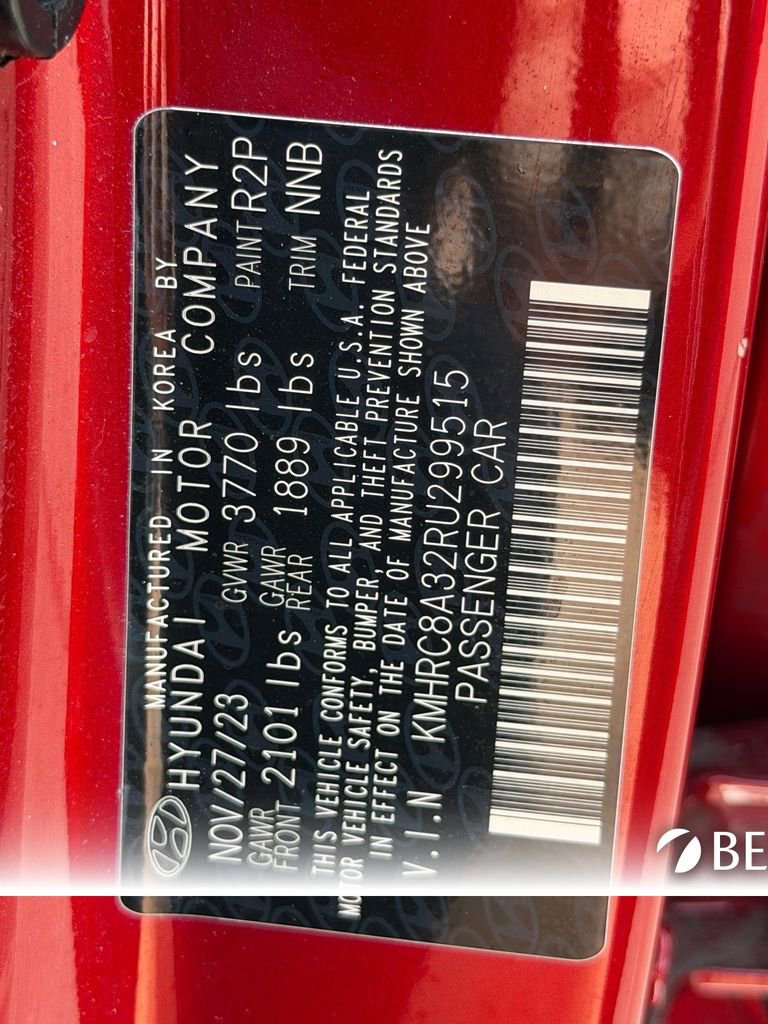 MANUFACTURED IN KOREA BY
HYUNDAI MOTOR COMPANY
NOV/27/23 GVWR 3770 lbs PAINT R2P
GAWR FRONT 2101 lbs GAWR REAR 1889 lbs TRIM NNB
THIS VEHICLE CONFORMS TO ALL APPLICABLE U.S.A. FEDERAL
MOTOR VEHICLE SAFETY, BUMPER, AND THEFT PREVENTION STANDARDS
IN EFFECT ON THE DATE OF MANUFACTURE SHOWN ABOVE
V.I.N KMHRC8A32RU299515
PASSENGER CAR
BE